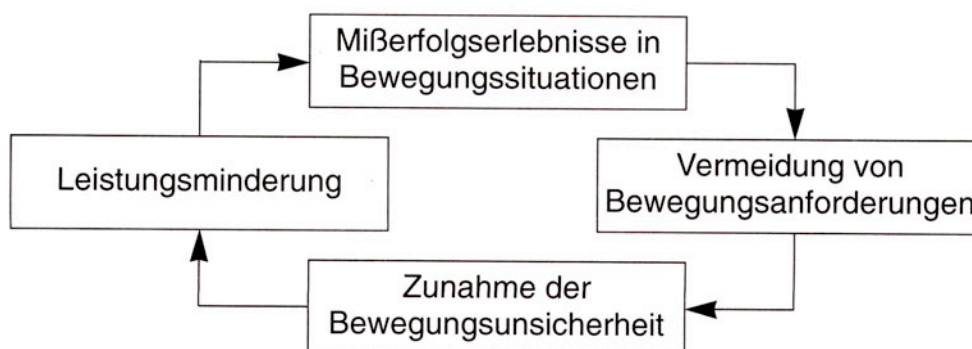 Mißerfolgserlebnisse in
Bewegungssituationen
Leistungsminderung
Vermeidung von
Bewegungsanforderungen
Zunahme der
Bewegungsunsicherheit